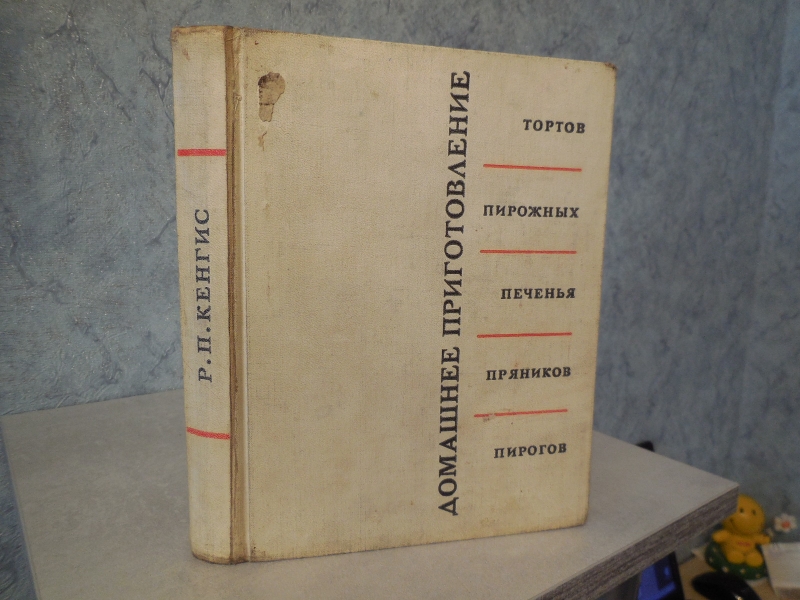 Р. П. КЕНГИС
ДОМАШНЕЕ ПРИГОТОВЛЕНИЕ
ТОРТОВ
ПИРОЖНЫХ
ПЕЧЕНЬЯ
ПРЯНИКОВ
ПИРОГОВ